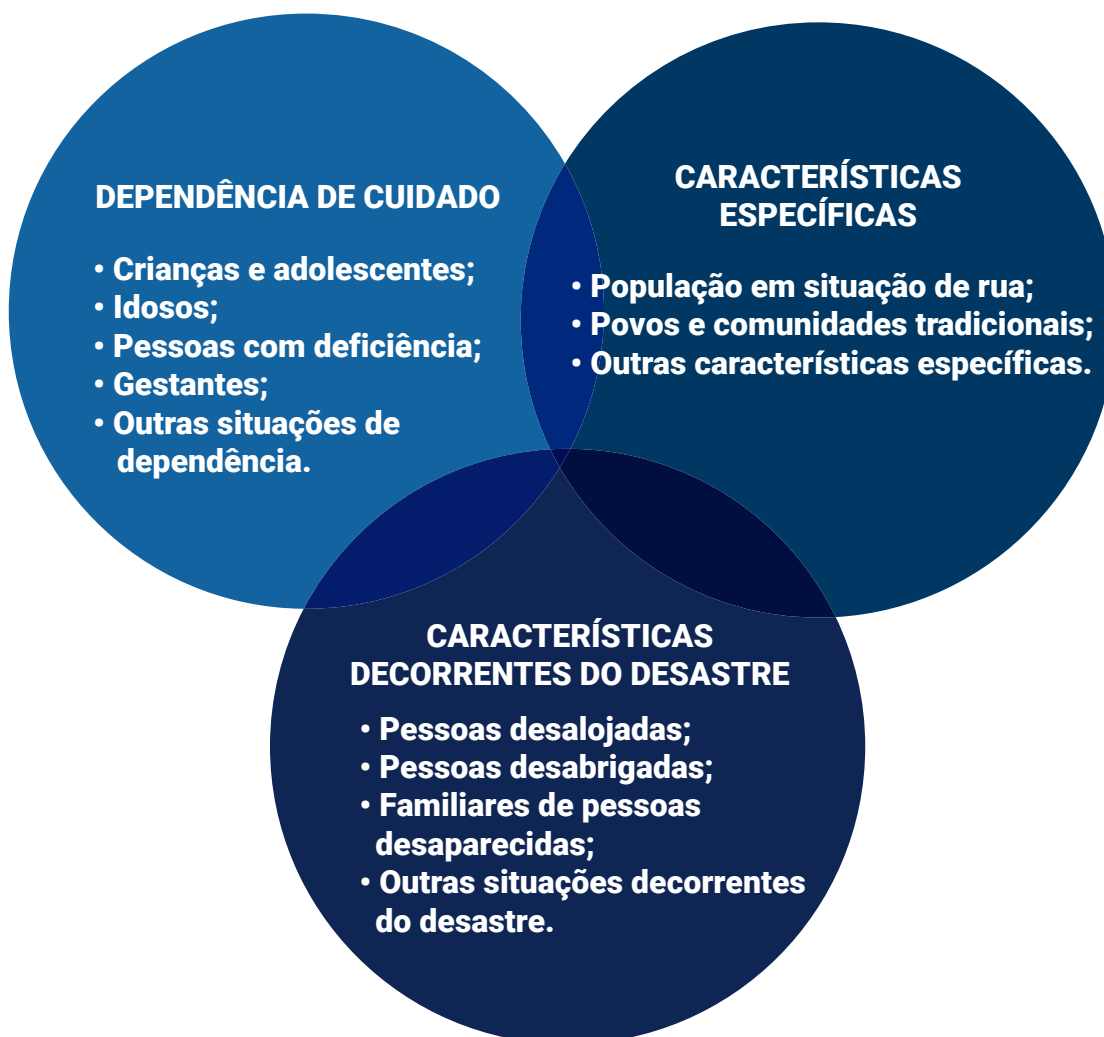 DEPENDÊNCIA DE CUIDADO
• Crianças e adolescentes;
• Idosos;
• Pessoas com deficiência;
• Gestantes;
• Outras situações de
dependência.
CARACTERÍSTICAS
ESPECÍFICAS
• População em situação de rua;
• Povos e comunidades tradicionais;
• Outras características específicas.
CARACTERÍSTICAS
DECORRENTES DO DESASTRE
• Pessoas desalojadas;
• Pessoas desabrigadas;
• Familiares de pessoas
desaparecidas;
• Outras situações decorrentes
do desastre.